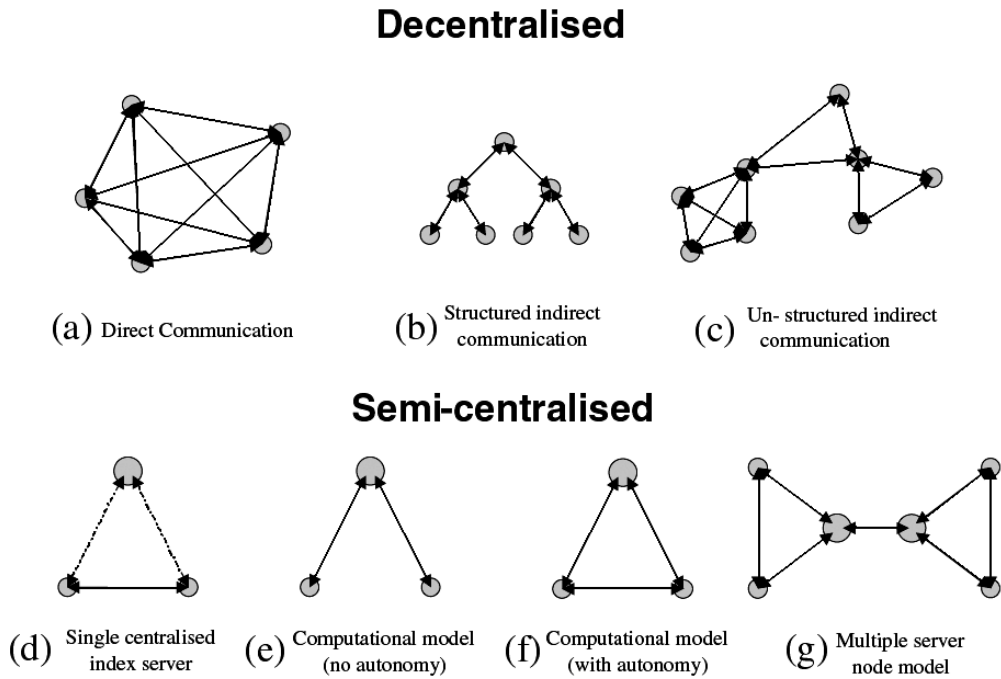 Decentralised
(a) Direct Communication
(b) Structured indirect
communication
(c) Un- structured indirect
communication
Semi-centralised
(d) Single centralised
index server
(e) Computational model
(no autonomy)
(f) Computational model
(with autonomy)
(g) Multiple server
node model